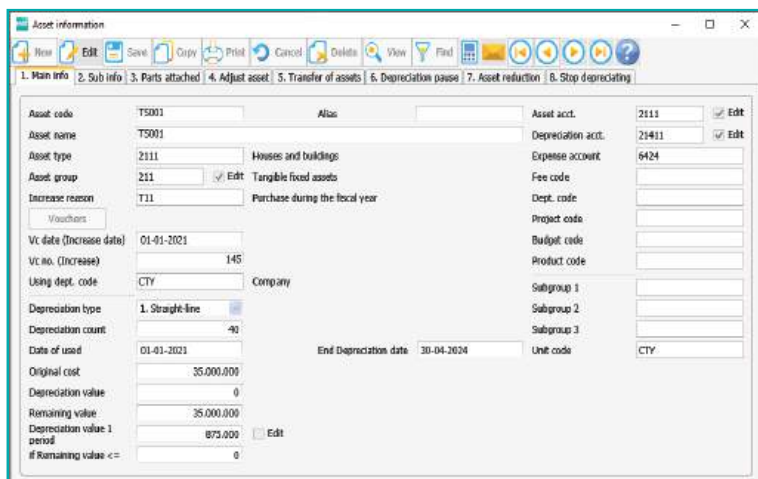 Asset information
New Edit Save Copy Print Cancel Delete View Find
1. Main info 2. Sub info 3. Parts attached 4. Adjust asset 5. Transfer of assets 6. Depreciation pause 7. Asset reduction 8. Stop depreciating
Asset code TS001 Alias Asset acct. 2111 Edit
Asset name TS001 Depreciation acct. 21411 Edit
Asset type 2111 Houses and buildings Expense account 6424
Asset group 211 Edit Tangible fixed assets Fee code
Increase reason T11 Purchase during the fiscal year Dept. code
Vouchers Project code
Vc date (Increase date) 01-01-2021 Budget code
Vc no. (Increase) 145 Product code
Using dept. code CTY Company Subgroup 1
Depreciation type 1. Straight-line Subgroup 2
Depreciation count 40 Subgroup 3
Date of used 01-01-2021 End Depreciation date 30-04-2024 Unit code CTY
Original cost 35.000.000
Depreciation value 0
Remaining value 35.000.000
Depreciation value 1 period 875.000 Edit
If Remaining value <= 0